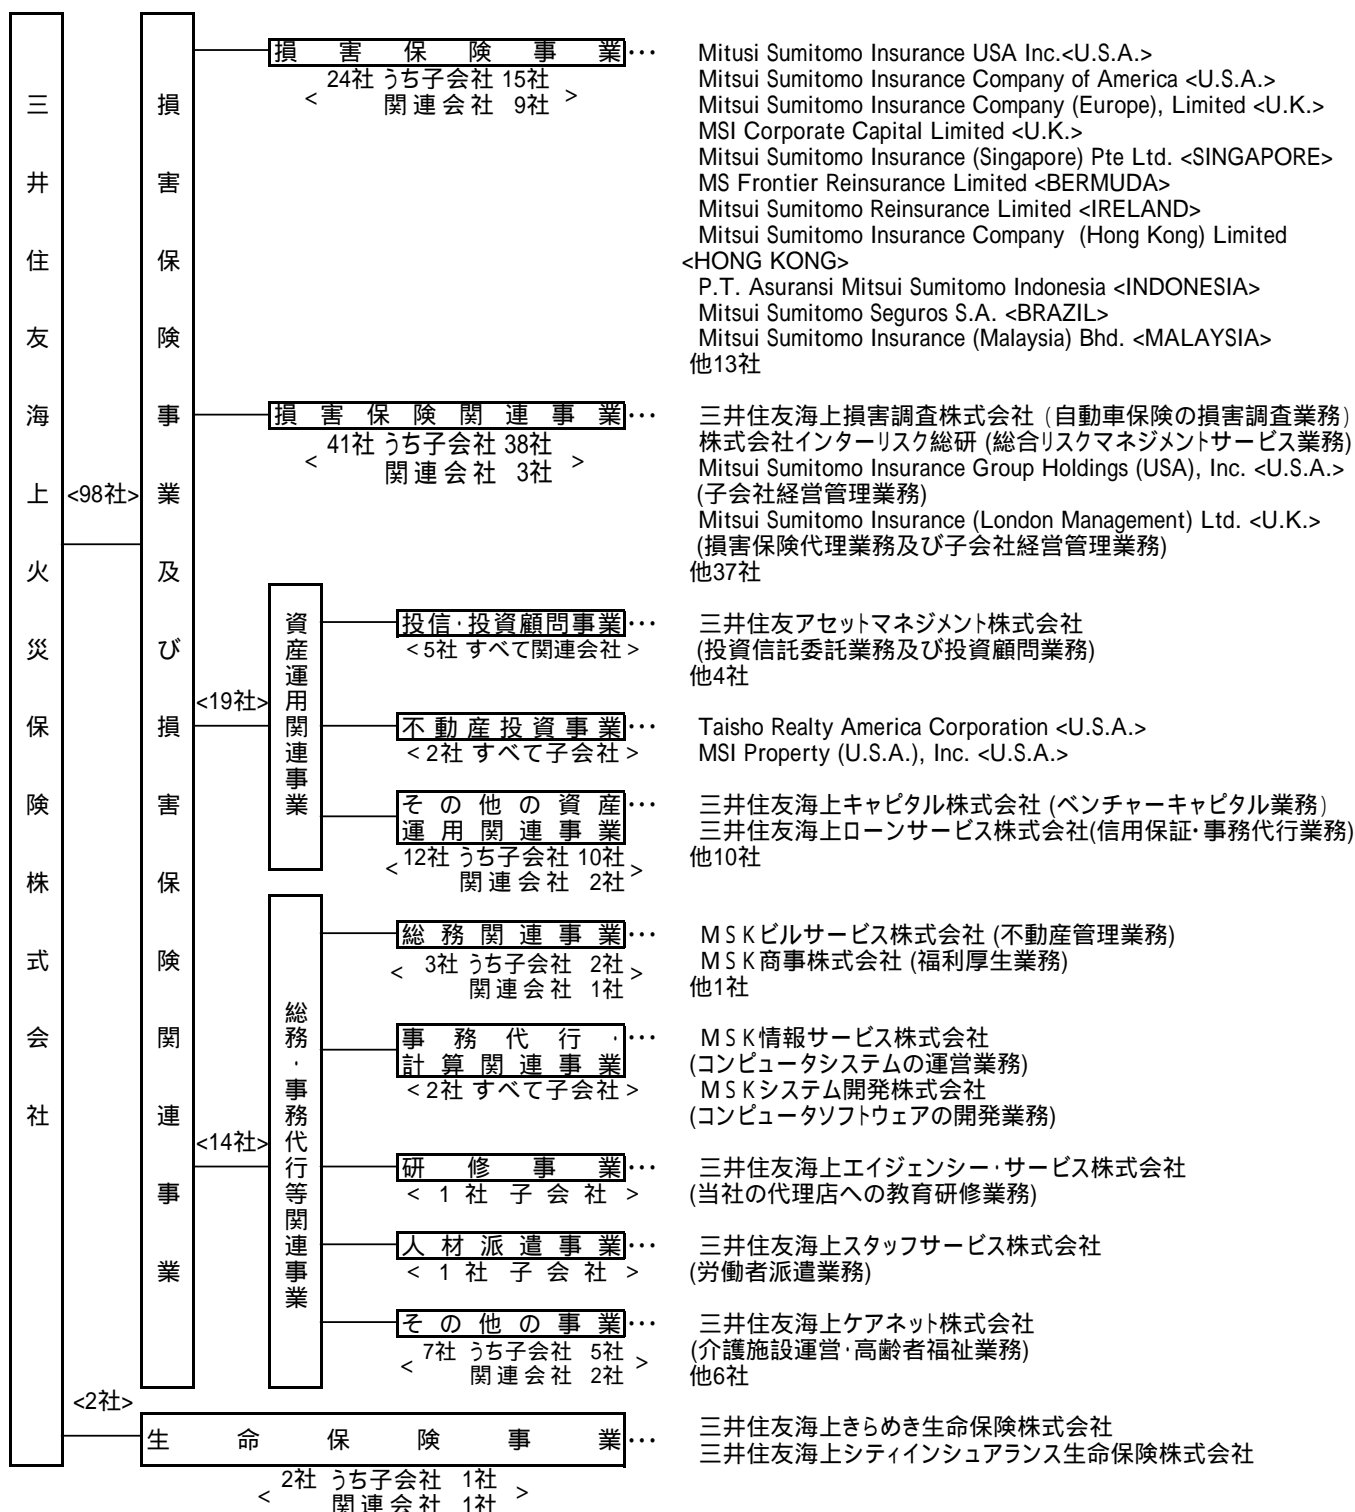 三井住友海上火災保険株式会社
<98社>
損害保険事業及び損害保険関連事業
損害保険事業・・・
<24社 うち子会社 15社
関連会社 9社>
Mitusi Sumitomo Insurance USA Inc.<U.S.A.>
Mitsui Sumitomo Insurance Company of America <U.S.A.>
Mitsui Sumitomo Insurance Company (Europe), Limited <U.K.>
MSI Corporate Capital Limited <U.K.>
Mitsui Sumitomo Insurance (Singapore) Pte Ltd. <SINGAPORE>
MS Frontier Reinsurance Limited <BERMUDA>
Mitsui Sumitomo Reinsurance Limited <IRELAND>
Mitsui Sumitomo Insurance Company (Hong Kong) Limited
<HONG KONG>
P.T. Asuransi Mitsui Sumitomo Indonesia <INDONESIA>
Mitsui Sumitomo Seguros S.A. <BRAZIL>
Mitsui Sumitomo Insurance (Malaysia) Bhd. <MALAYSIA>
他13社
損害保険関連事業・・・
<41社 うち子会社 38社
関連会社 3社>
三井住友海上損害調査株式会社 (自動車保険の損害調査業務)
株式会社インターリスク総研 (総合リスクマネジメントサービス業務)
Mitsui Sumitomo Insurance Group Holdings (USA), Inc. <U.S.A.>
(子会社経営管理業務)
Mitsui Sumitomo Insurance (London Management) Ltd. <U.K.>
(損害保険代理業務及び子会社経営管理業務)
他37社
<19社>
資産運用関連事業
投信・投資顧問事業・・・
<5社 すべて関連会社>
三井住友アセットマネジメント株式会社
(投資信託委託業務及び投資顧問業務)
他4社
不動産投資事業・・・
<2社 すべて子会社>
Taisho Realty America Corporation <U.S.A.>
MSI Property (U.S.A.), Inc. <U.S.A.>
その他の資産・・・
運用関連事業
<12社 うち子会社 10社
関連会社 2社>
三井住友海上キャピタル株式会社 (ベンチャーキャピタル業務)
三井住友海上ローンサービス株式会社(信用保証・事務代行業務)
他10社
<14社>
総務・事務代行等関連事業
総務関連事業・・・
<3社 うち子会社 2社
関連会社 1社>
MSKビルサービス株式会社 (不動産管理業務)
MSK商事株式会社 (福利厚生業務)
他1社
事務代行・・・・
計算関連事業
<2社 すべて子会社>
MSK情報サービス株式会社
(コンピュータシステムの運営業務)
MSKシステム開発株式会社
(コンピュータソフトウェアの開発業務)
研修事業・・・
<1社 子会社>
三井住友海上エイジェンシー・サービス株式会社
(当社の代理店への教育研修業務)
人材派遣事業・・・
<1社 子会社>
三井住友海上スタッフサービス株式会社
(労働者派遣業務)
その他の事業・・・
<7社 うち子会社 5社
関連会社 2社>
三井住友海上ケアネット株式会社
(介護施設運営・高齢者福祉業務)
他6社
<2社>
生命保険事業・・・
<2社 うち子会社 1社
関連会社 1社>
三井住友海上きらめき生命保険株式会社
三井住友海上シティインシュアランス生命保険株式会社